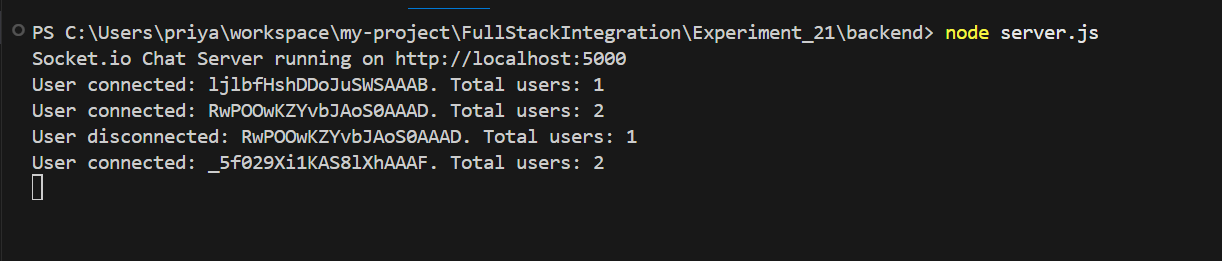 PS C:\Users\priya\workspace\my-project\FullStackIntegration\Experiment_21\backend> node server.js
Socket.io Chat Server running on http://localhost:5000
User connected: ljlbfHshDDoJuSWSAAAB. Total users: 1
User connected: RwPOOwKZYvbJAoS0AAAD. Total users: 2
User disconnected: RwPOOwKZYvbJAoS0AAAD. Total users: 1
User connected: _5f029Xi1KAS8lXhAAAF. Total users: 2